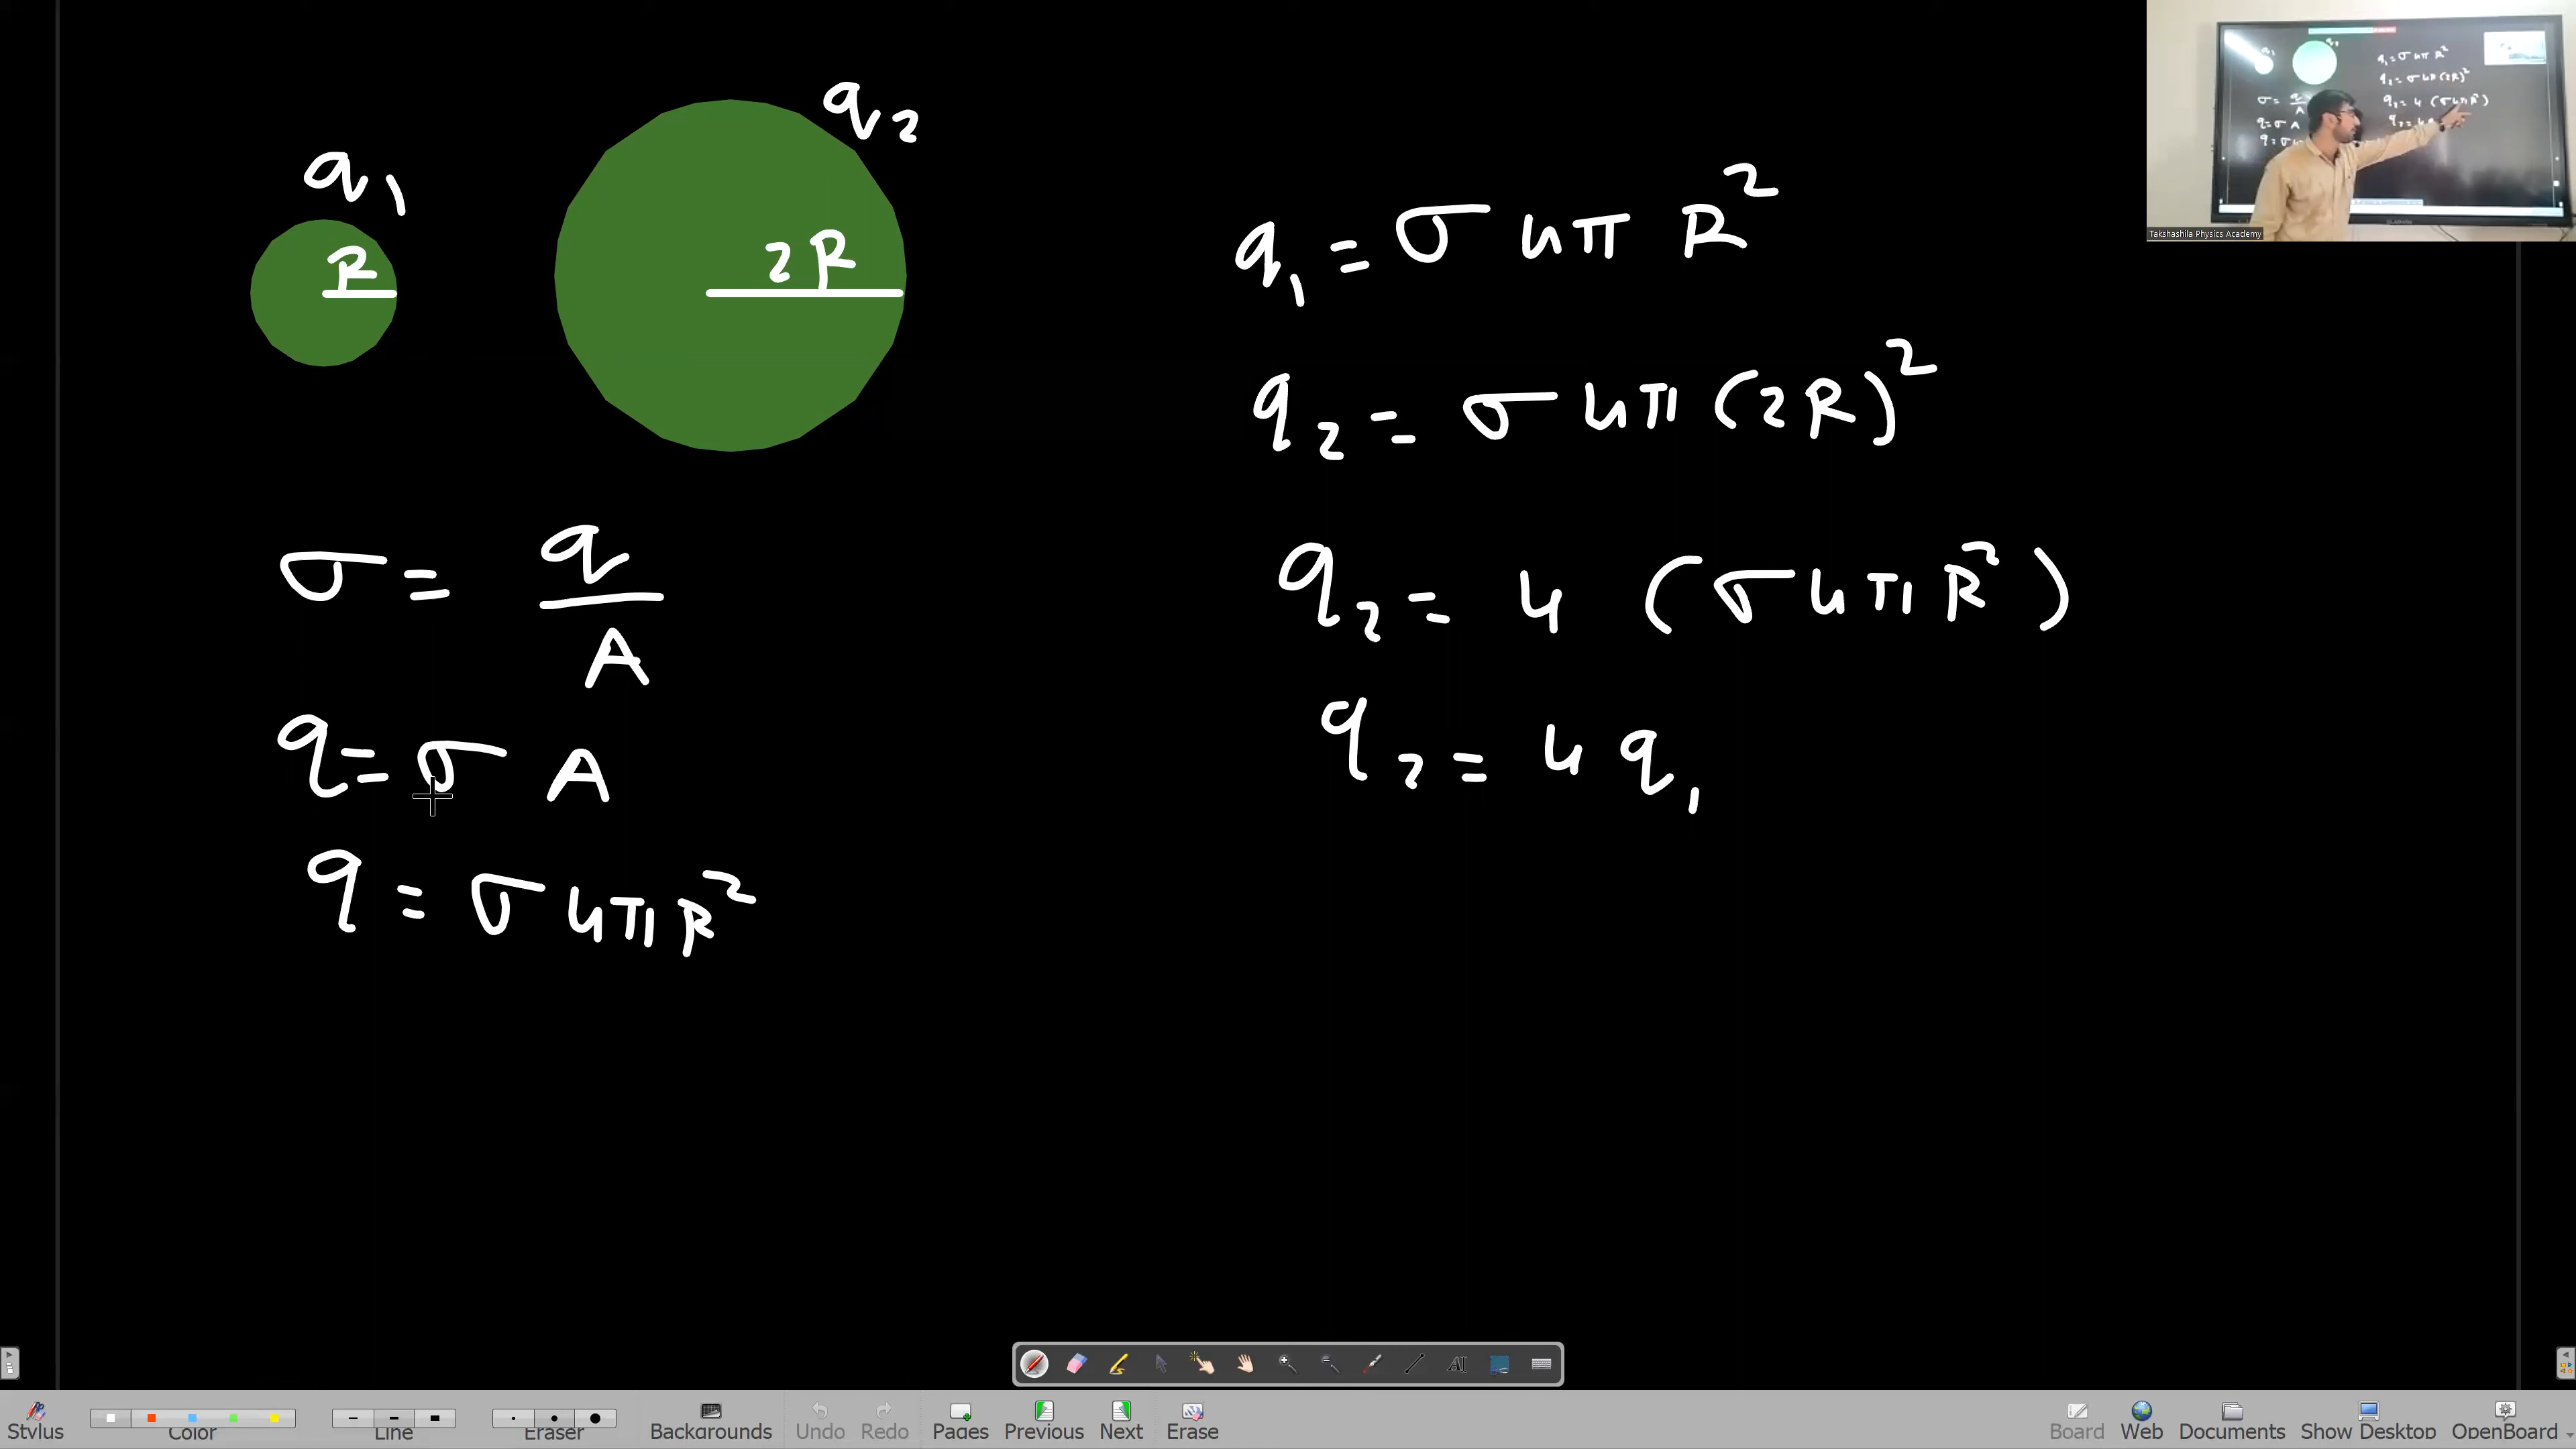 q₁
R
q₂
2R
σ = q/A
q = σ A
q = σ 4π R²
q₁ = σ 4π R²
q₂ = σ 4π (2R)²
q₂ = 4 (σ 4π R²)
q₂ = 4 q₁
Takshashila Physics Academy
Stylus Color Line Eraser Backgrounds Undo Redo Pages Previous Next Erase Board Web Documents Show Desktop OpenBoard